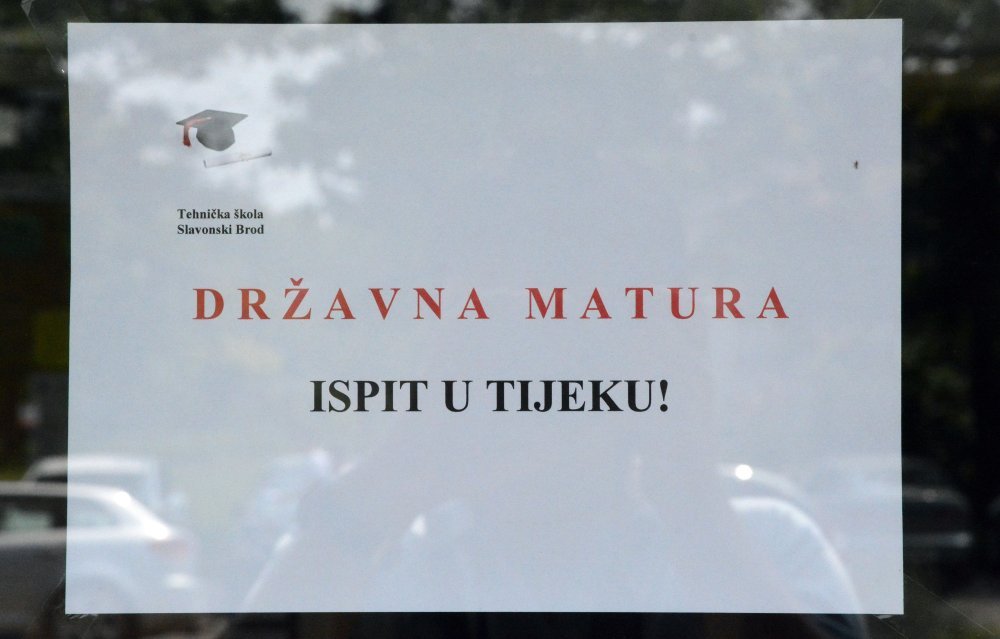 Tehnička škola
Slavonski Brod
DRŽAVNA MATURA
ISPIT U TIJEKU!